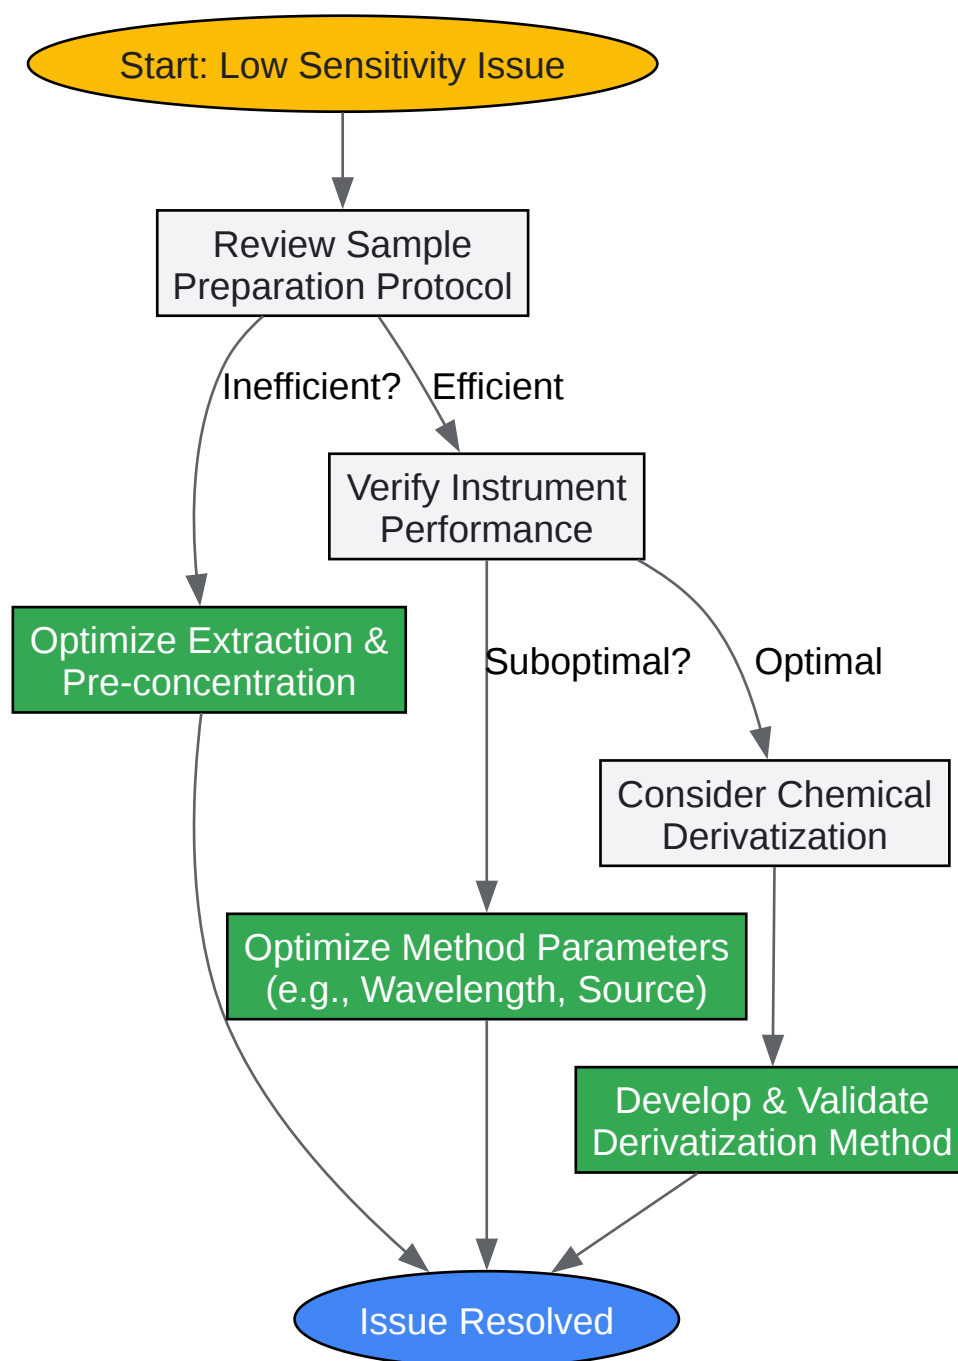 Start: Low Sensitivity Issue
Review Sample
Preparation Protocol
Inefficient?
Efficient
Verify Instrument
Performance
Optimize Extraction &
Pre-concentration
Suboptimal?
Optimal
Consider Chemical
Derivatization
Optimize Method Parameters
(e.g., Wavelength, Source)
Develop & Validate
Derivatization Method
Issue Resolved